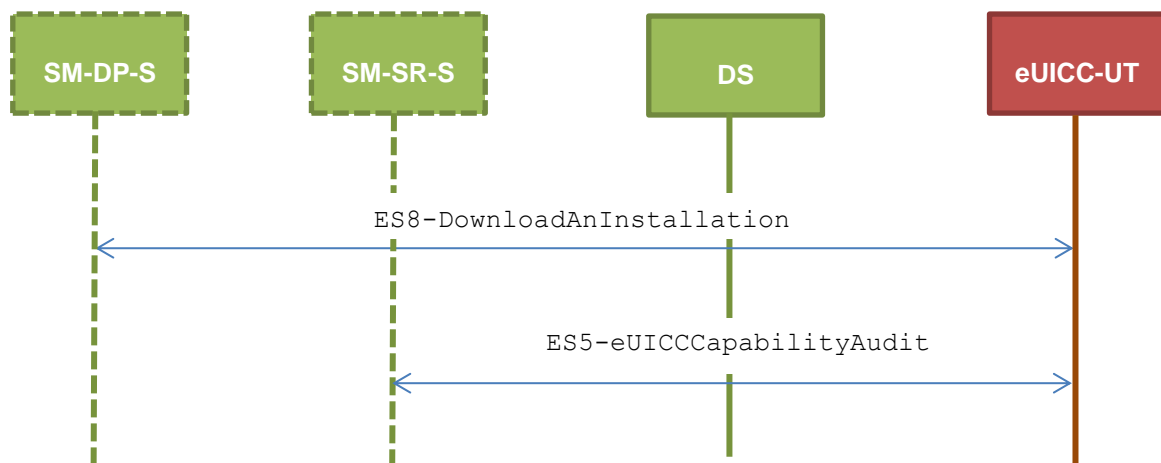 SM-DP-S
SM-SR-S
DS
eUICC-UT
ES8-DownloadAnInstallation
ES5-eUICCCapabilityAudit